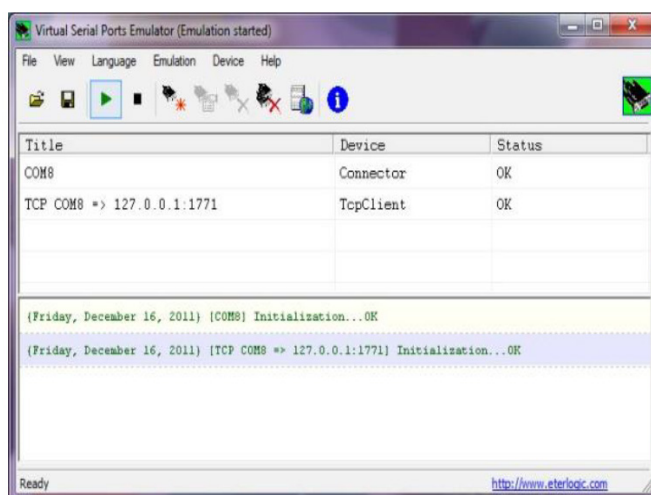 Virtual Serial Ports Emulator (Emulation started)
File View Language Emulation Device Help
Title Device Status
COM8 Connector OK
TCP COM8 => 127.0.0.1:1771 TcpClient OK
{Friday, December 16, 2011} [COM8] Initialization...OK
{Friday, December 16, 2011} [TCP COM8 => 127.0.0.1:1771] Initialization...OK
Ready http://www.eterlogic.com